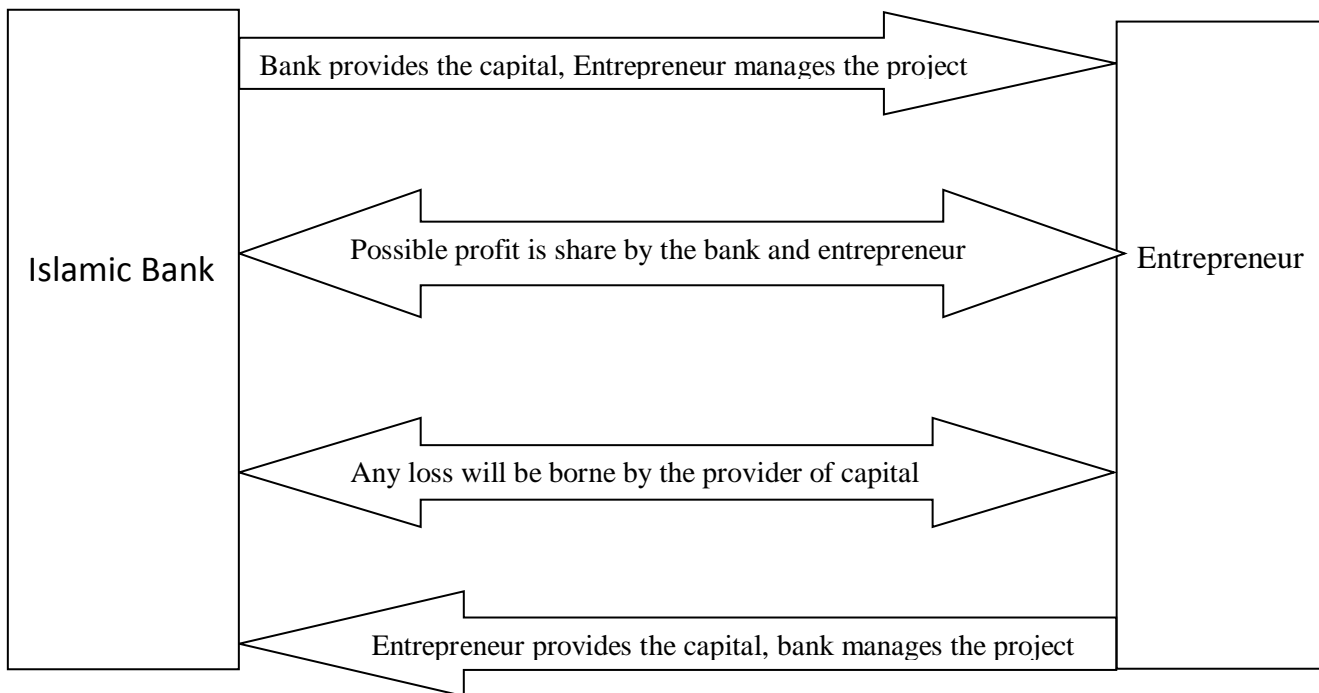 Bank provides the capital, Entrepreneur manages the project
Possible profit is share by the bank and entrepreneur
Islamic Bank
Entrepreneur
Any loss will be borne by the provider of capital
Entrepreneur provides the capital, bank manages the project